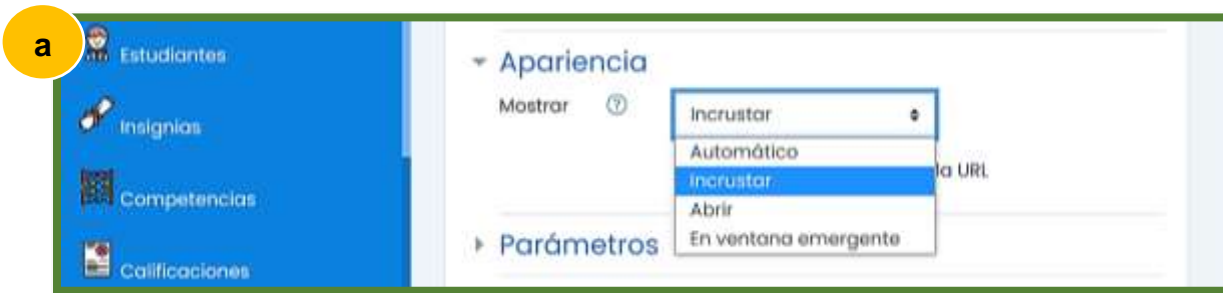 a
Estudiantes
Insignias
Competencias
Calificaciones
Apariencia
Mostrar
Incrustar
Automático
Incrustar
la URL
Abrir
En ventana emergente
Parámetros